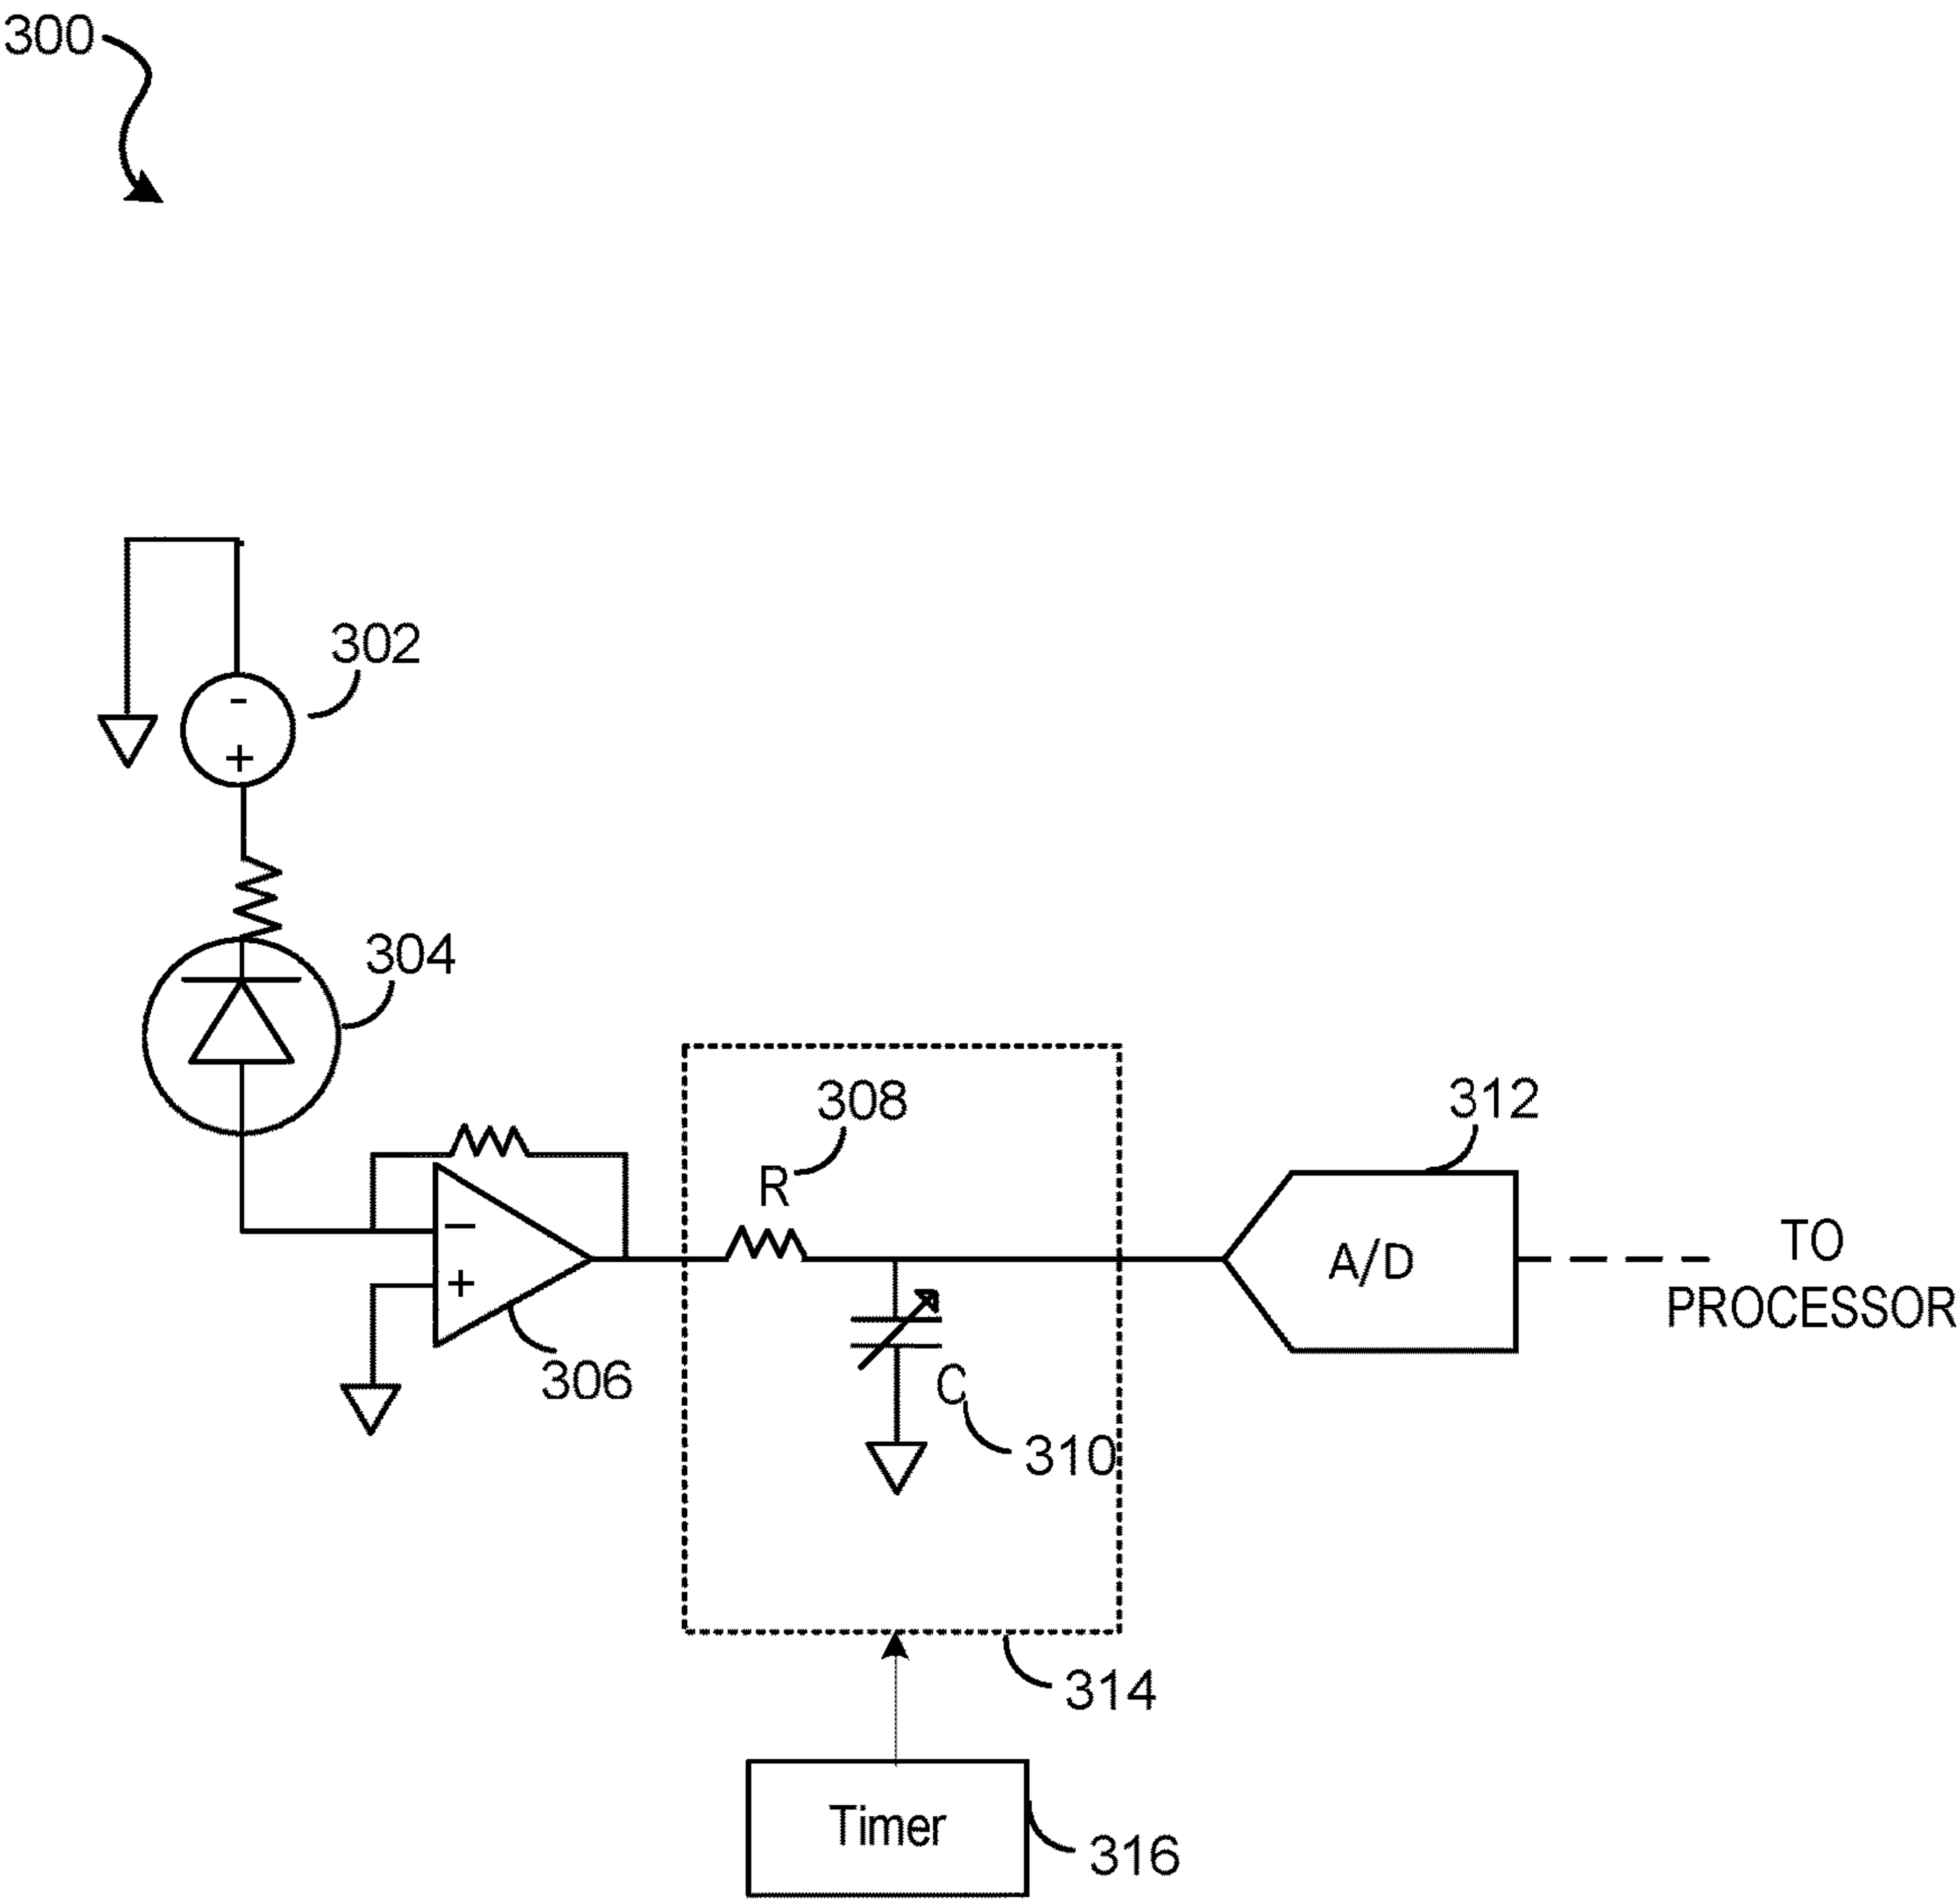 300
302
-
+
304
308
R
312
−
+
306
A/D
TO
PROCESSOR
C
310
314
Timer
316